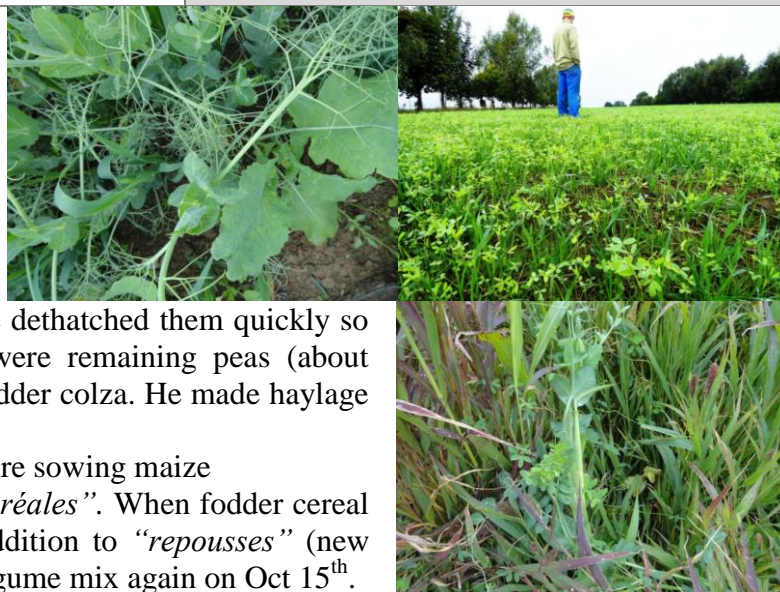 dethatched them quickly so
were remaining peas (about
dder colza. He made haylage
re sowing maize
réales”. When fodder cereal
ddition to “repousses” (new
gume mix again on Oct 15th.